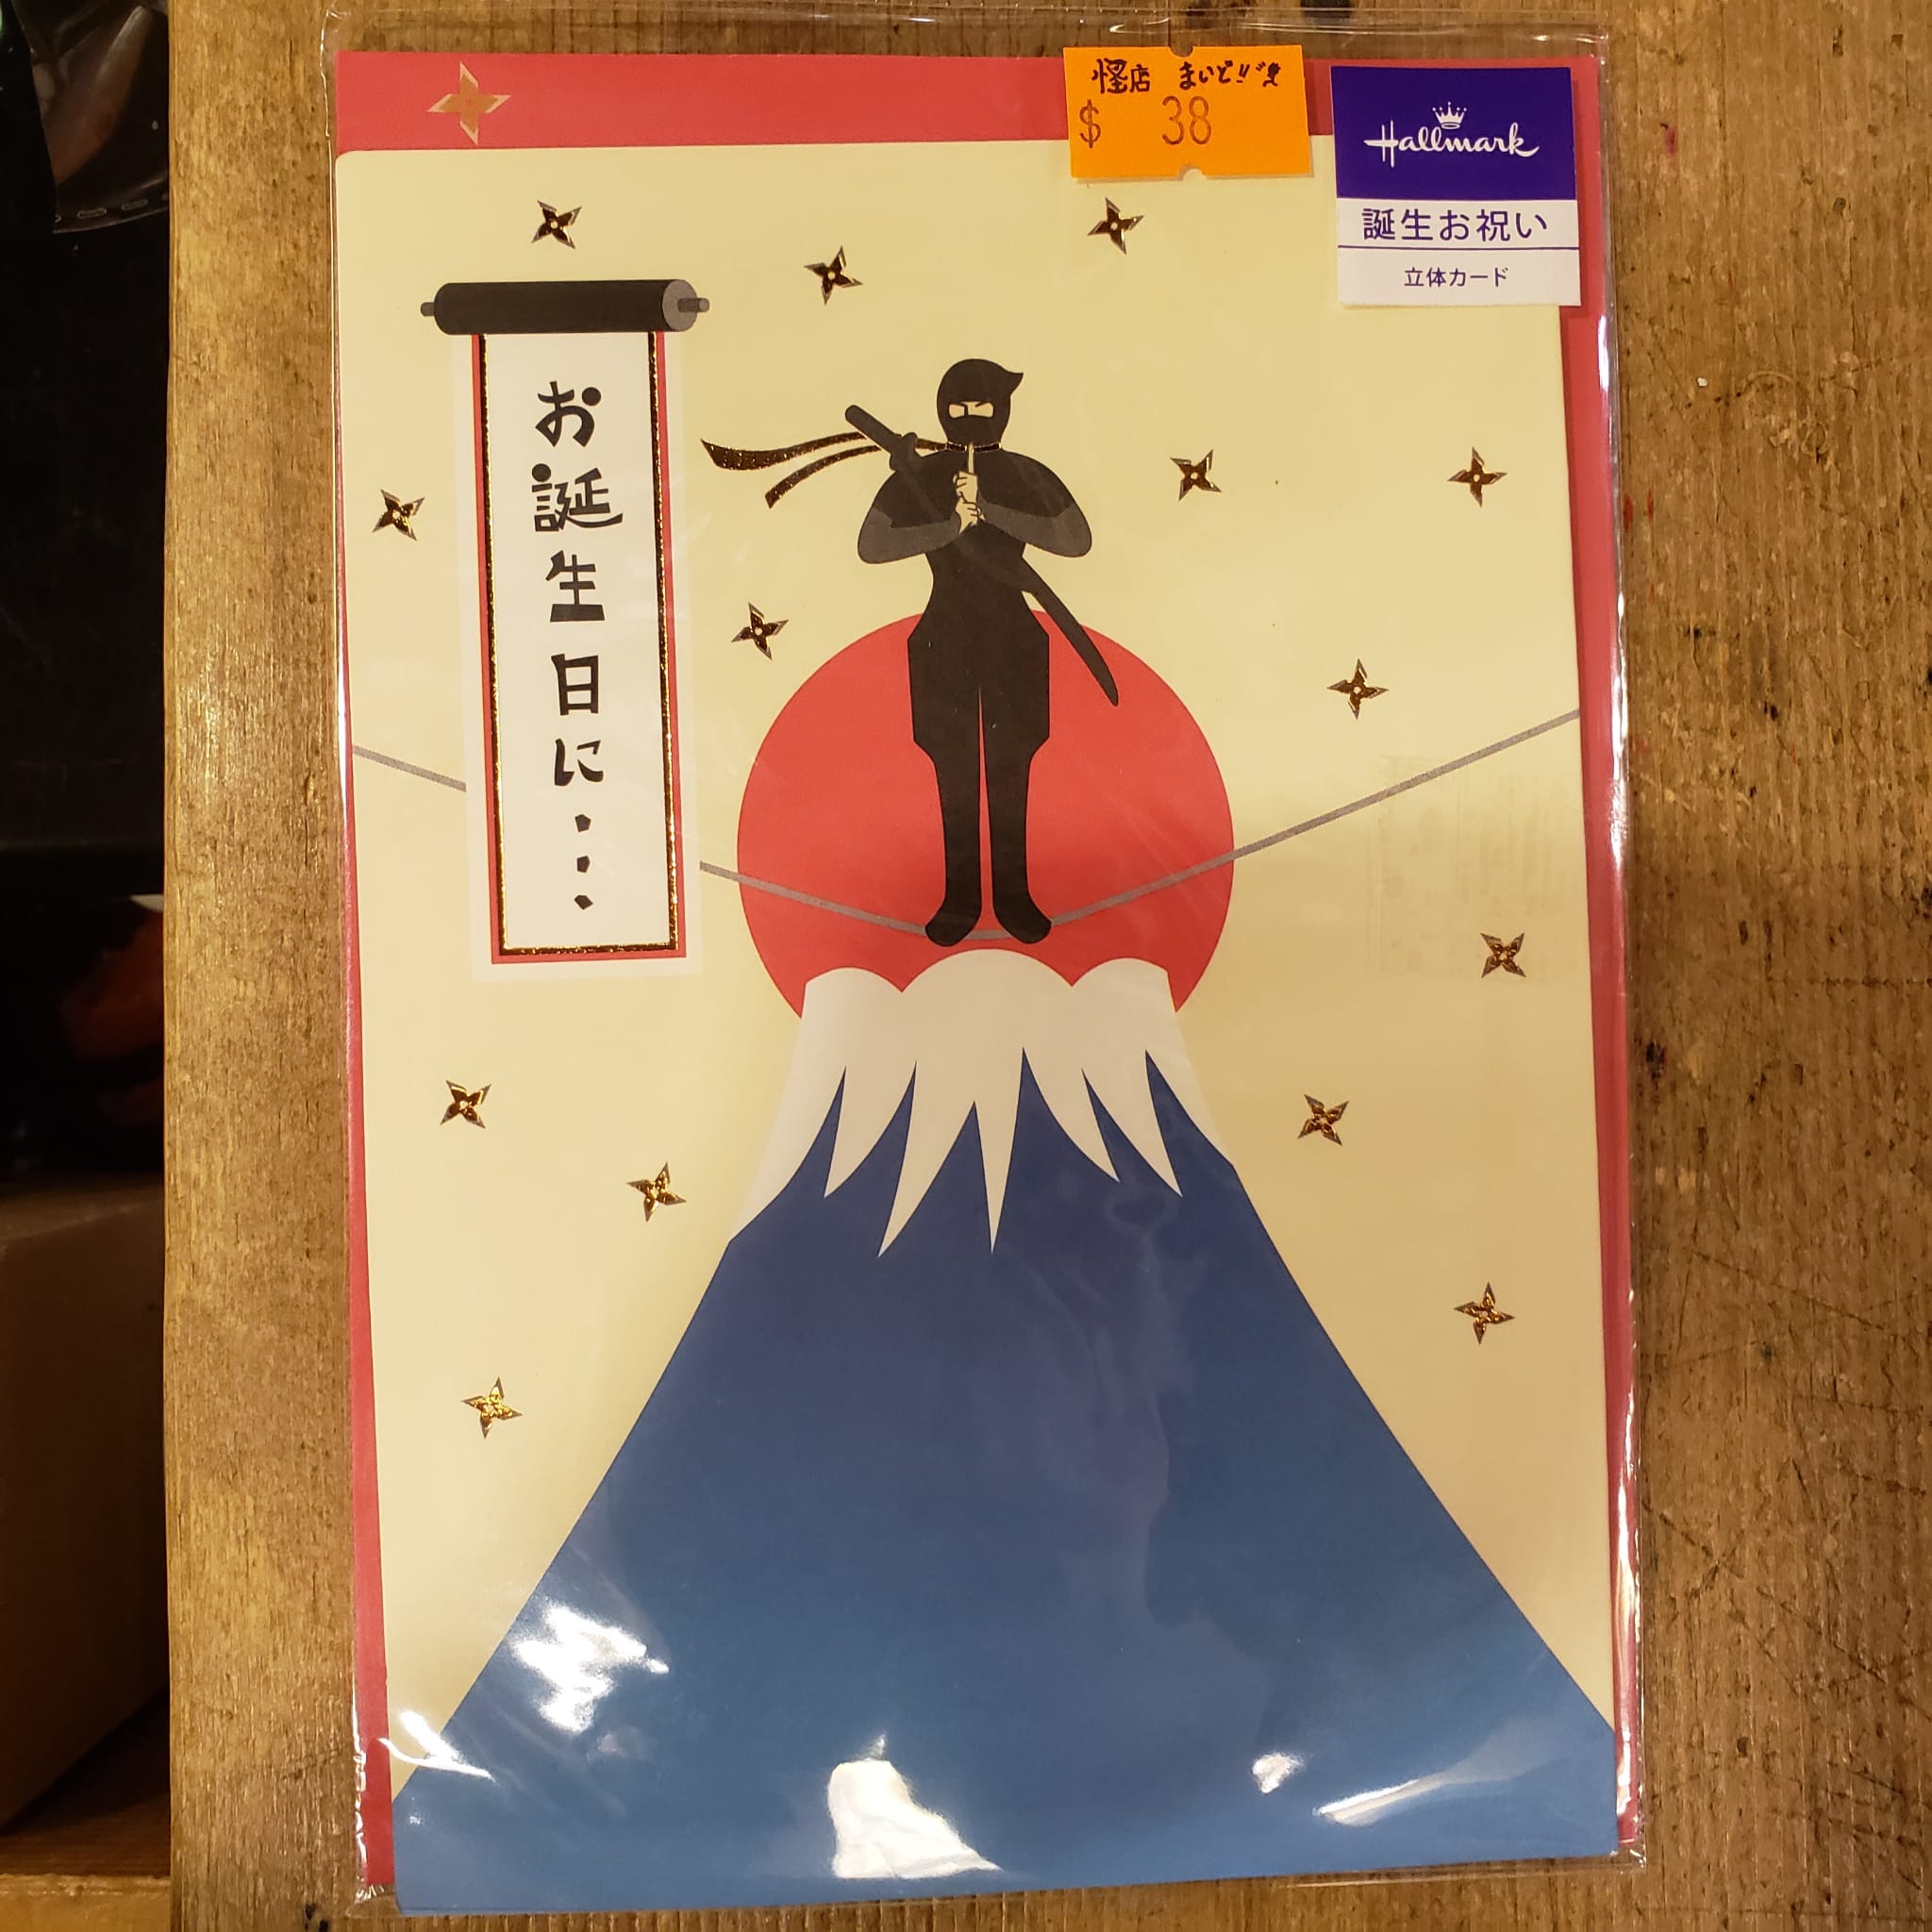 怪店 まいど!!
$ 38
Hallmark
誕生お祝い
立体カード
お誕生日に・・・